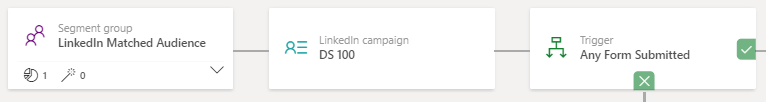 Segment group
LinkedIn Matched Audience
1 0
LinkedIn campaign
DS 100
Trigger
Any Form Submitted